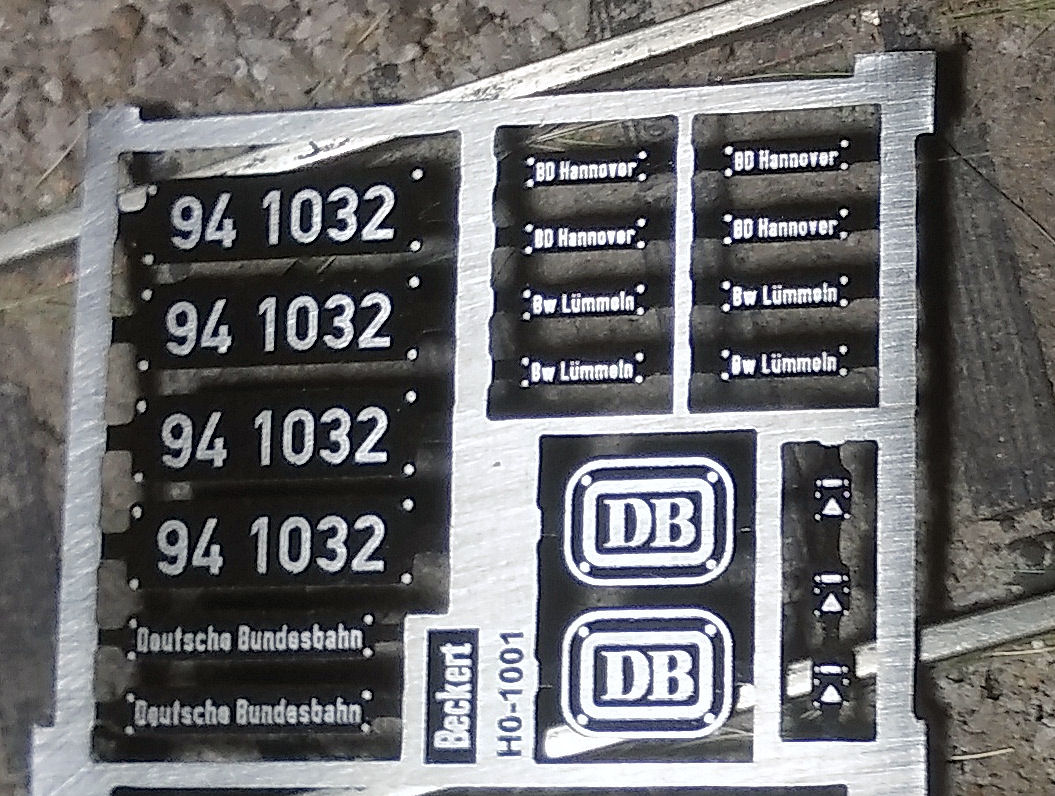 94 1032
94 1032
94 1032
94 1032
Deutsche Bundesbahn
Deutsche Bundesbahn
BD Hannover
BD Hannover
Bw Lümmeln
Bw Lümmeln
BD Hannover
BD Hannover
Bw Lümmeln
Bw Lümmeln
Beckert
H0-1001
DB
DB